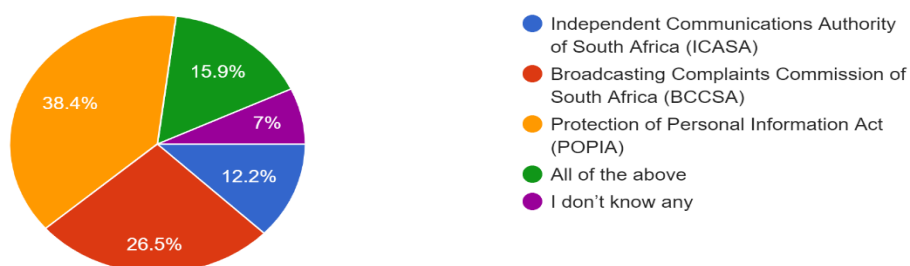 Independent Communications Authority
of South Africa (ICASA)
Broadcasting Complaints Commission of
South Africa (BCCSA)
Protection of Personal Information Act
(POPIA)
All of the above
I don’t know any
15.9%
38.4%
7%
12.2%
26.5%